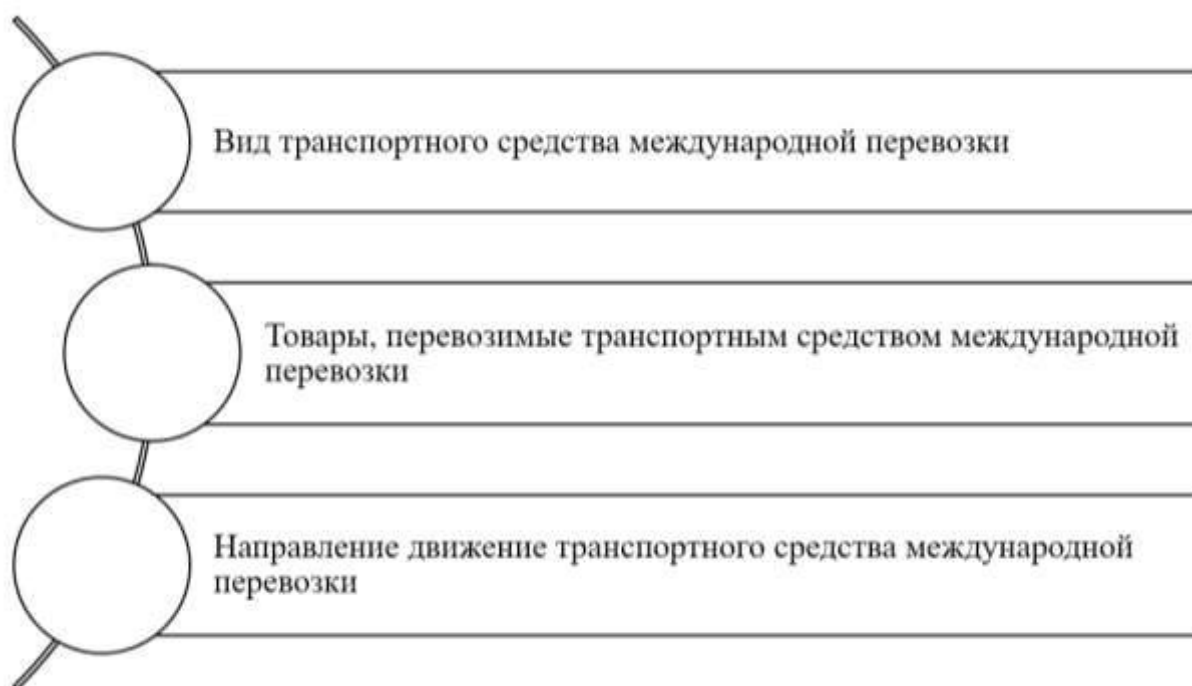 Вид транспортного средства международной перевозки
Товары, перевозимые транспортным средством международной
перевозки
Направление движение транспортного средства международной
перевозки